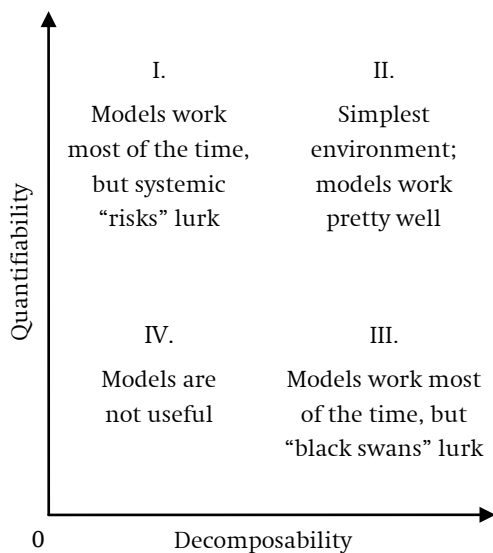 Quantifiability
I.
Models work
most of the time,
but systemic
“risks” lurk
II.
Simplest
environment;
models work
pretty well
IV.
Models are
not useful
III.
Models work most
of the time, but
“black swans” lurk
0
Decomposability